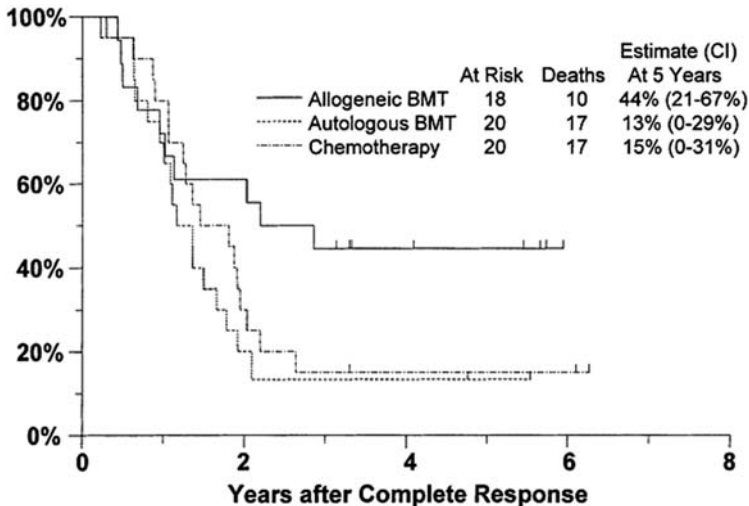 100%
80%
60%
40%
20%
0%
0 2 4 6 8
Years after Complete Response
Estimate (CI)
At Risk Deaths At 5 Years
Allogeneic BMT 18 10 44% (21-67%)
Autologous BMT 20 17 13% (0-29%)
Chemotherapy 20 17 15% (0-31%)